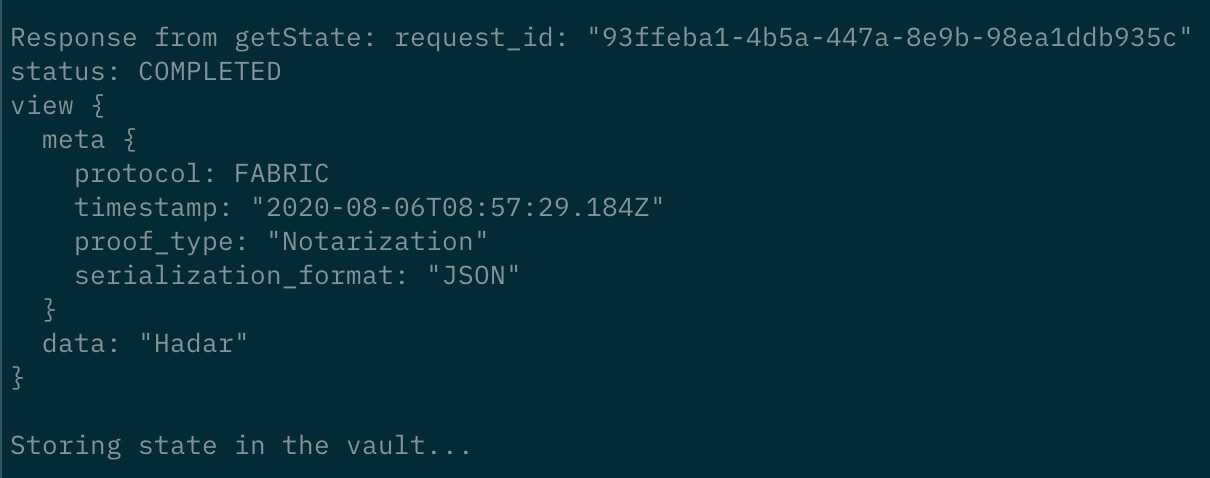 Response from getState: request_id: "93ffeba1-4b5a-447a-8e9b-98ea1ddb935c"
status: COMPLETED
view {
  meta {
    protocol: FABRIC
    timestamp: "2020-08-06T08:57:29.184Z"
    proof_type: "Notarization"
    serialization_format: "JSON"
  }
  data: "Hadar"
}
Storing state in the vault...